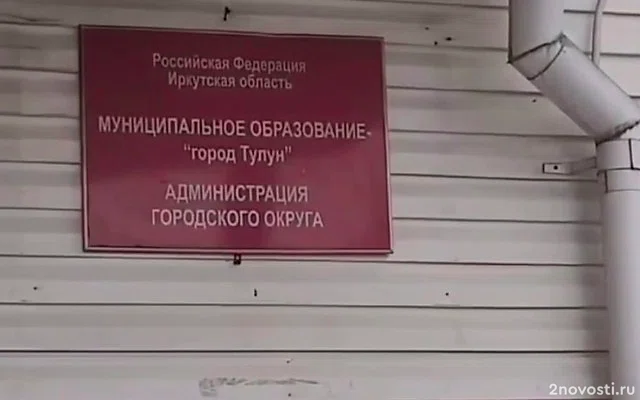 Российская Федерация
Иркутская область
МУНИЦИПАЛЬНОЕ ОБРАЗОВАНИЕ-
“город Тулун”
АДМИНИСТРАЦИЯ
ГОРОДСКОГО ОКРУГА
2novosti.ru